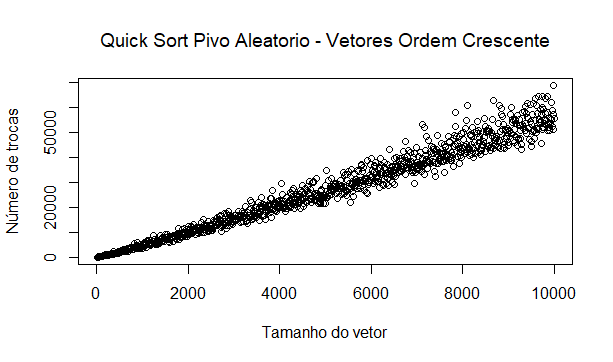 Quick Sort Pivo Aleatorio - Vetores Ordem Crescente
Número de trocas
50000
20000
0
0 2000 4000 6000 8000 10000
Tamanho do vetor